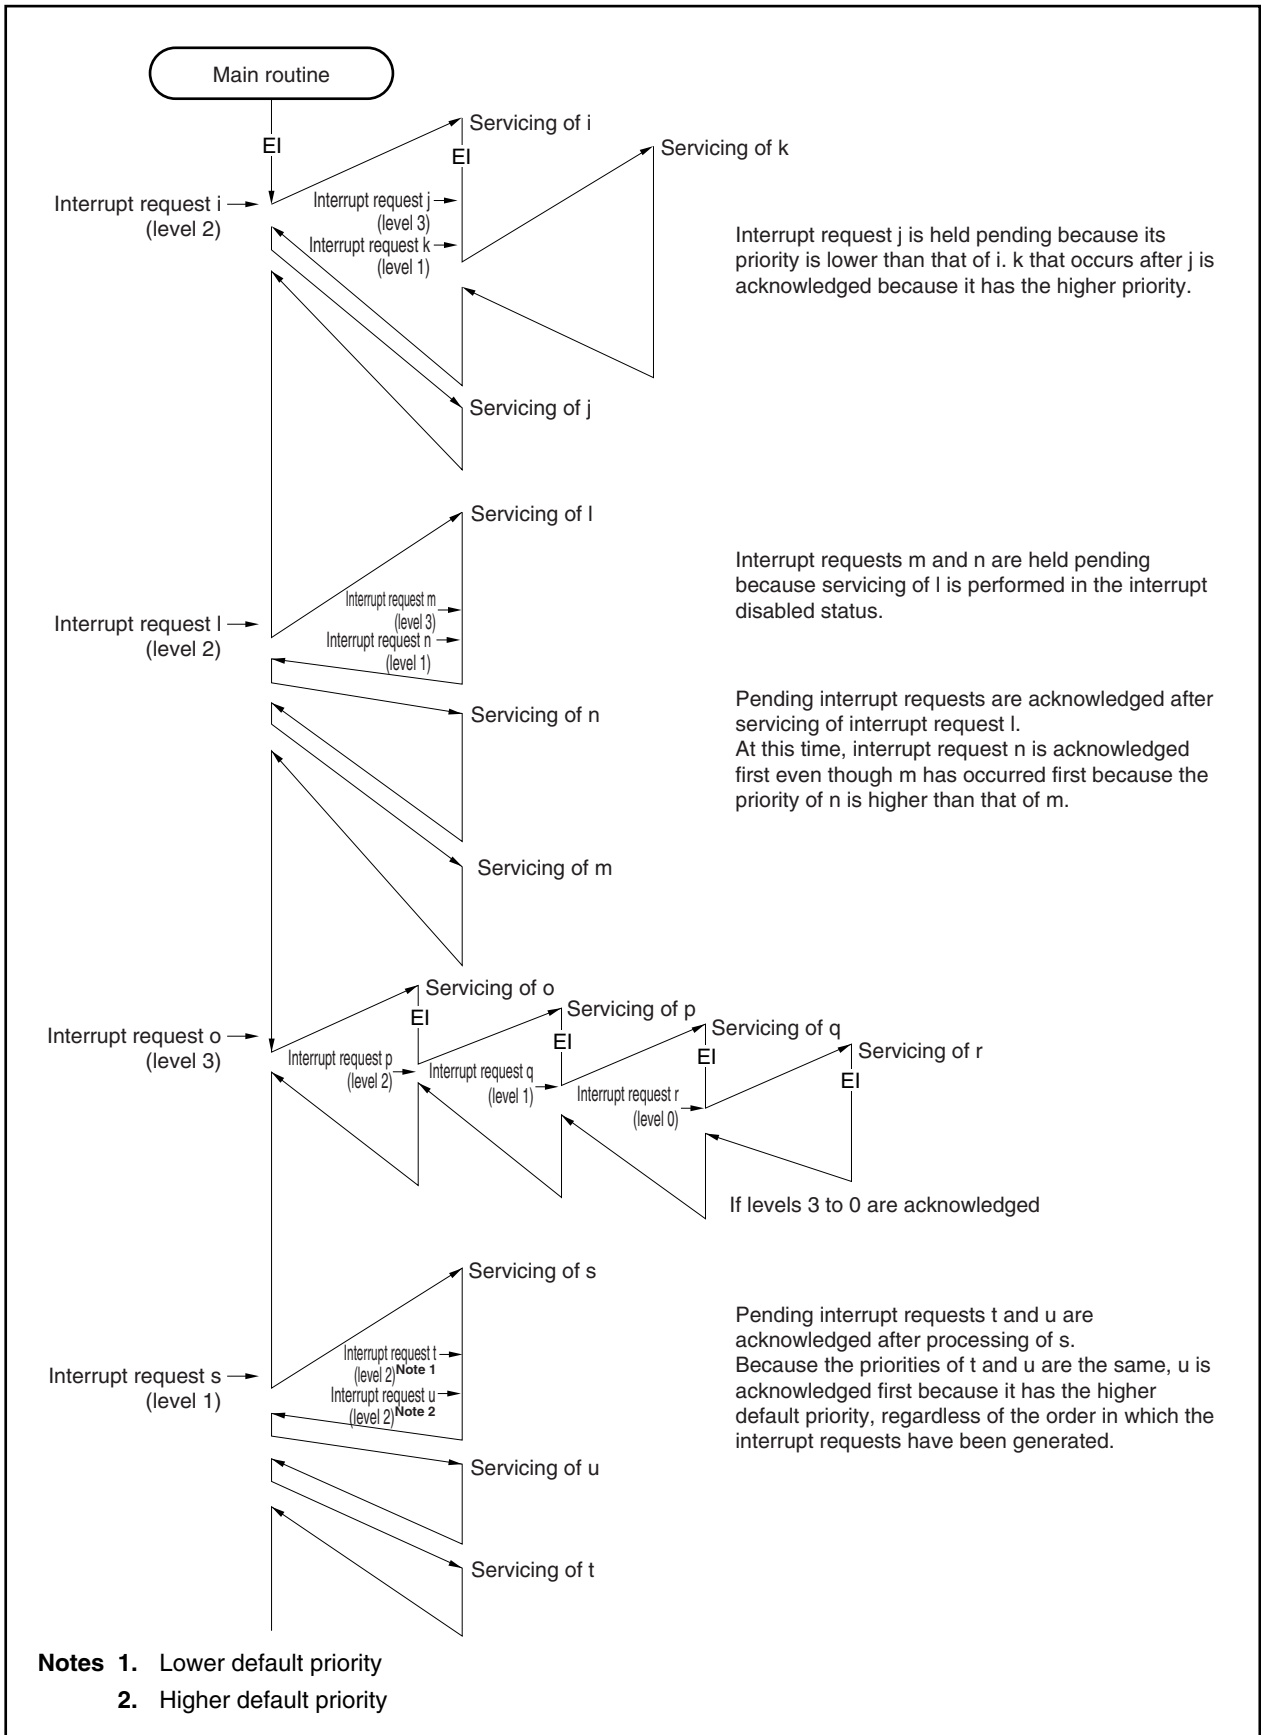 Main routine
EI
Servicing of i
EI
Servicing of k
Interrupt request i
(level 2)
Interrupt request j
(level 3)
Interrupt request k
(level 1)
Interrupt request j is held pending because its
priority is lower than that of i. k that occurs after j is
acknowledged because it has the higher priority.
Servicing of j
Servicing of l
Interrupt request l
(level 2)
Interrupt request m
(level 3)
Interrupt request n
(level 1)
Interrupt requests m and n are held pending
because servicing of l is performed in the interrupt
disabled status.
Servicing of n
Pending interrupt requests are acknowledged after
servicing of interrupt request l.
At this time, interrupt request n is acknowledged
first even though m has occurred first because the
priority of n is higher than that of m.
Servicing of m
Servicing of o
EI
Servicing of p
EI
Servicing of q
EI
Servicing of r
EI
Interrupt request o
(level 3)
Interrupt request p
(level 2)
Interrupt request q
(level 1)
Interrupt request r
(level 0)
If levels 3 to 0 are acknowledged
Servicing of s
Interrupt request s
(level 1)
Interrupt request t
(level 2)Note 1
Interrupt request u
(level 2)Note 2
Pending interrupt requests t and u are
acknowledged after processing of s.
Because the priorities of t and u are the same, u is
acknowledged first because it has the higher
default priority, regardless of the order in which the
interrupt requests have been generated.
Servicing of u
Servicing of t
Notes 1. Lower default priority
2. Higher default priority